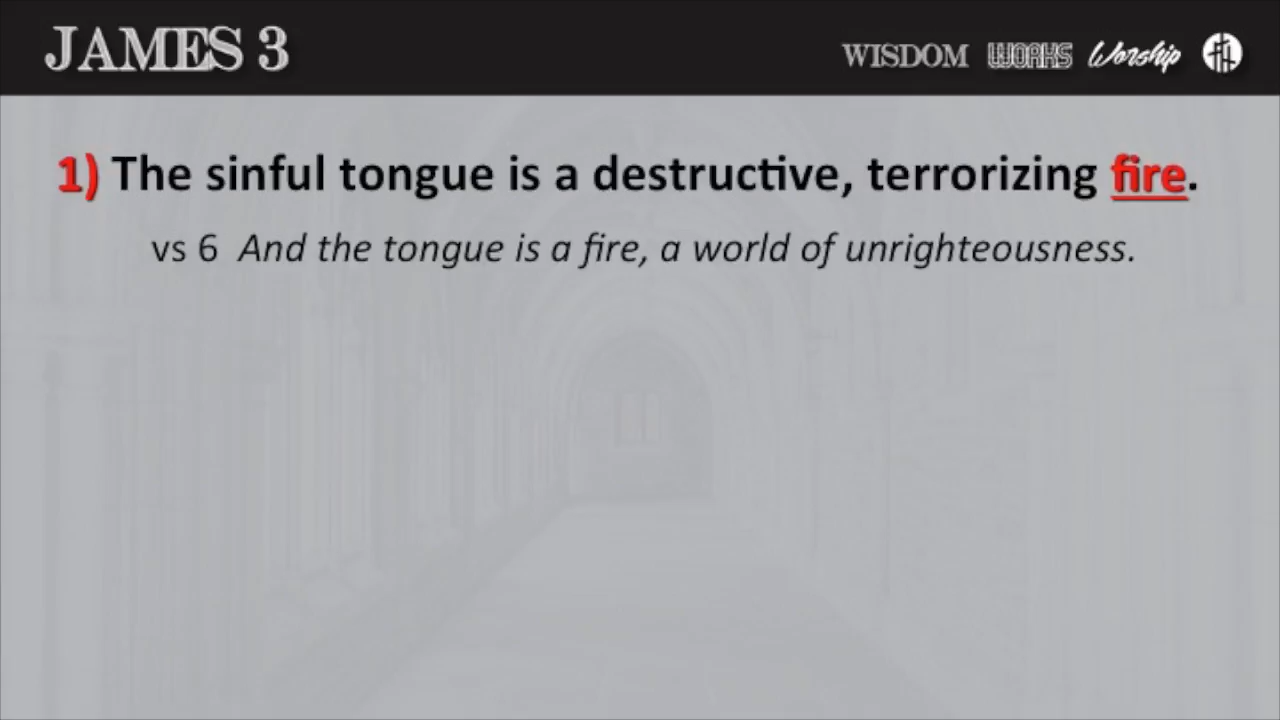 JAMES 3
WISDOM WORKS Worship
1) The sinful tongue is a destructive, terrorizing fire.
vs 6 And the tongue is a fire, a world of unrighteousness.